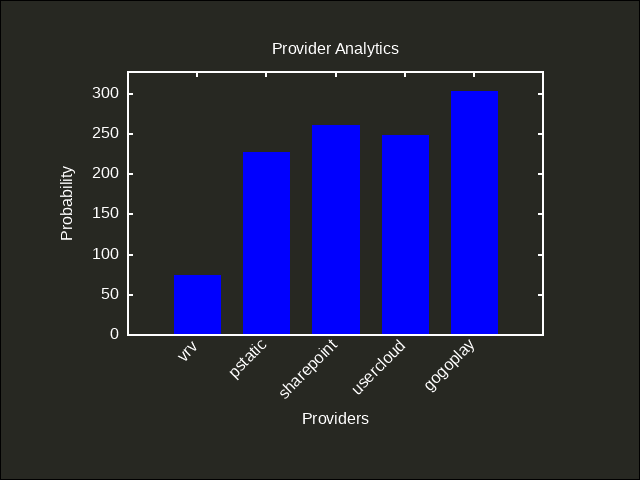 Provider Analytics
300
250
200
150
100
50
0
Probability
vrv
pstatic
sharepoint
usercloud
gogoplay
Providers